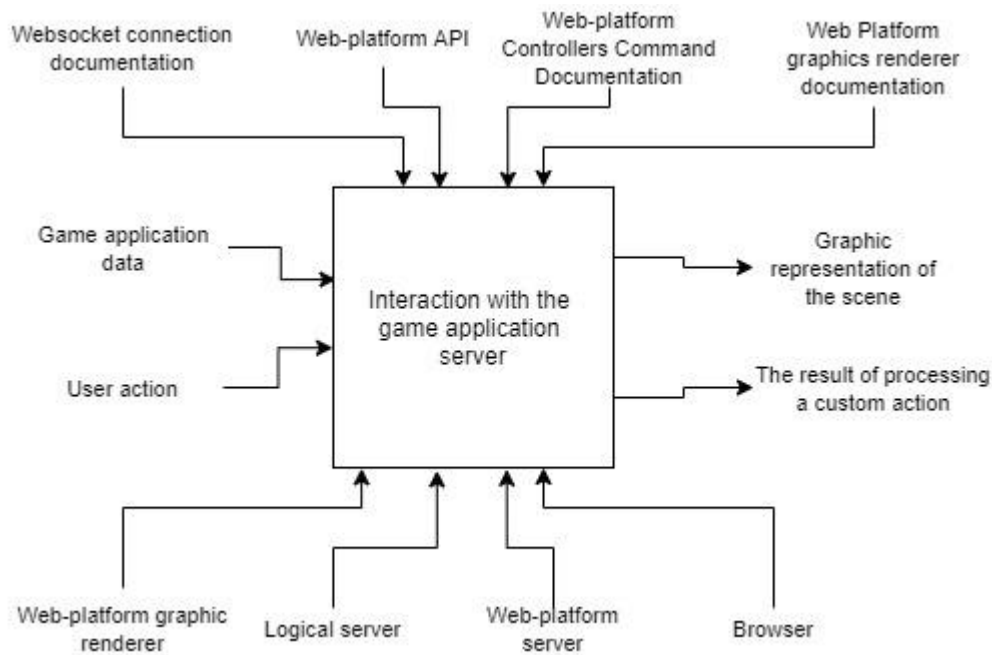 Websocket connection
documentation
Web-platform API
Web-platform
Controllers Command
Documentation
Web Platform
graphics renderer
documentation
Game application
data
User action
Interaction with the
game application
server
Graphic
representation of
the scene
The result of processing
a custom action
Web-platform graphic
renderer
Logical server
Web-platform
server
Browser